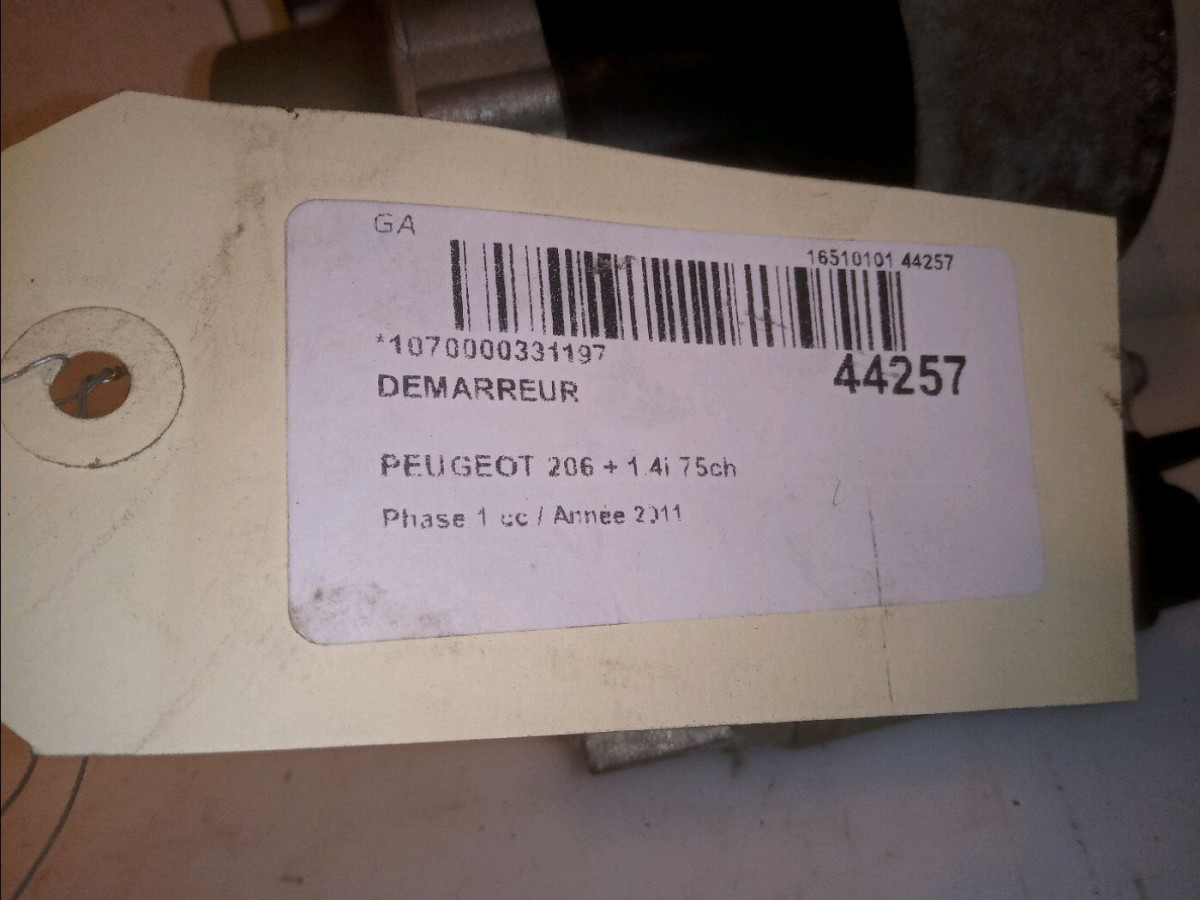 GA
16510101 44257
*1070000331197
44257
DEMARREUR
PEUGEOT 206 + 1.4i 75ch
Phase 1 cc / Année 2011